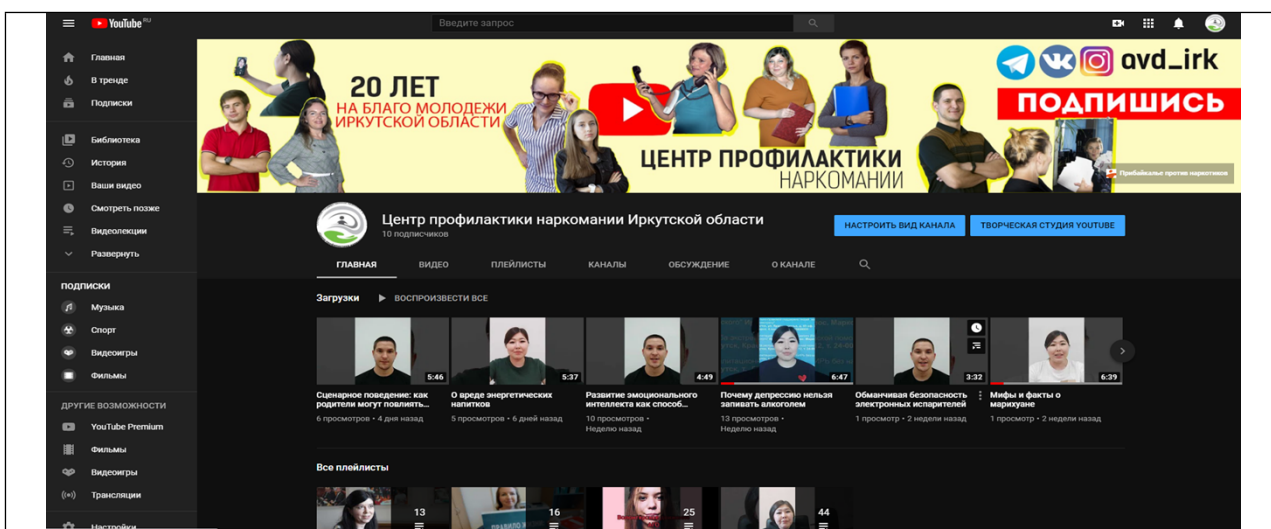 YouTube RU
Введите запрос
Главная
В тренде
Подписки
Библиотека
История
Ваши видео
Смотреть позже
Видеолекции
Развернуть
ПОДПИСКИ
Музыка
Спорт
Видеоигры
Фильмы
ДРУГИЕ ВОЗМОЖНОСТИ
YouTube Premium
Фильмы
Видеоигры
Трансляции
Настройки
20 ЛЕТ
НА БЛАГО МОЛОДЕЖИ
ИРКУТСКОЙ ОБЛАСТИ
ЦЕНТР ПРОФИЛАКТИКИ
НАРКОМАНИИ
avd_irk
ПОДПИШИСЬ
Прибайкалье против наркотиков
Центр профилактики наркомании Иркутской области
10 подписчиков
НАСТРОИТЬ ВИД КАНАЛА
ТВОРЧЕСКАЯ СТУДИЯ YOUTUBE
ГЛАВНАЯ
ВИДЕО
ПЛЕЙЛИСТЫ
КАНАЛЫ
ОБСУЖДЕНИЕ
О КАНАЛЕ
Загрузки
ВОСПРОИЗВЕСТИ ВСЕ
5:46
Сценарное поведение: как
родители могут повлиять...
6 просмотров • 4 дня назад
5:37
О вреде энергетических
напитков
5 просмотров • 6 дней назад
4:49
Развитие эмоционального
интеллекта как способ...
10 просмотров •
Неделю назад
6:47
Почему депрессию нельзя
запивать алкоголем
13 просмотров •
Неделю назад
3:32
Обманчивая безопасность
электронных испарителей
1 просмотр • 2 недели назад
6:39
Мифы и факты о
марихуане
1 просмотр • 2 недели назад
Все плейлисты
13
16
25
44